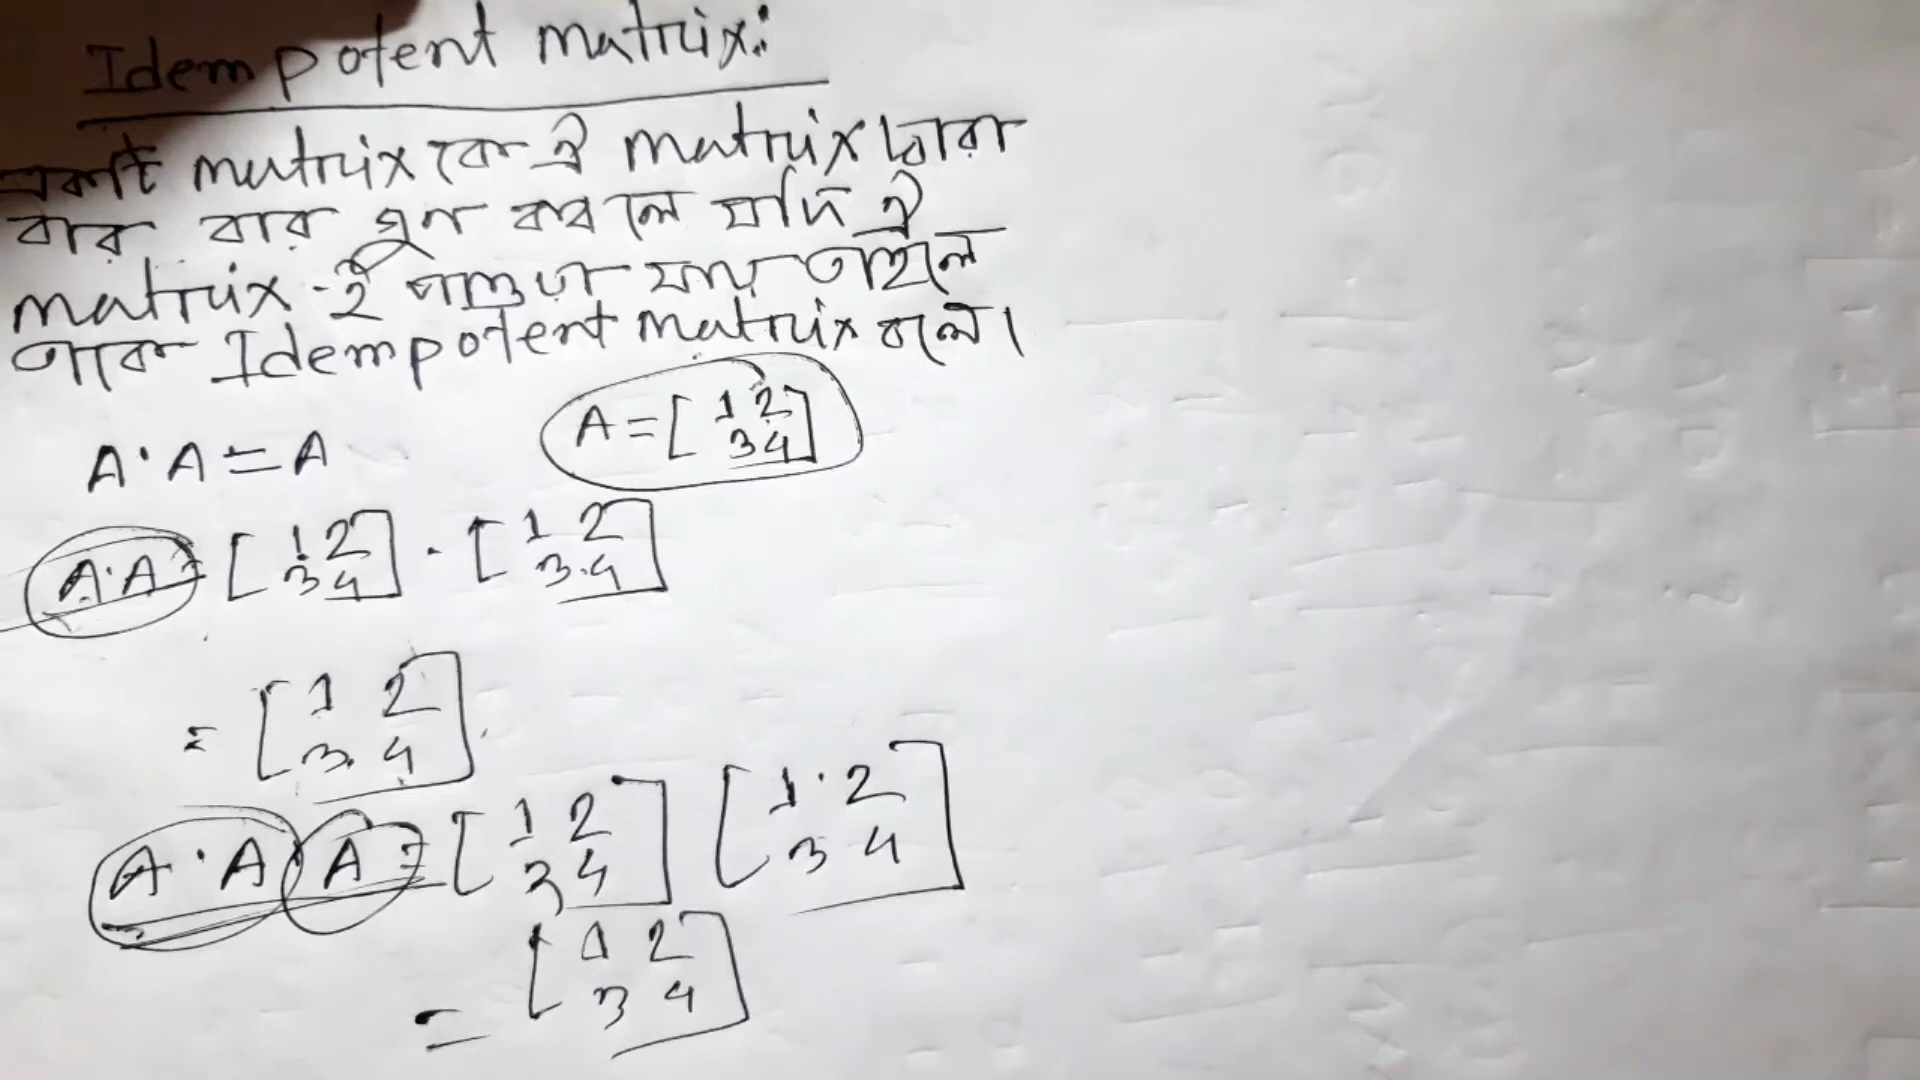 Idempotent matrix:
একটি matrix কে ঐ matrix দ্বারা
বার বার গুণ করলে যদি ঐ
matrix-ই পাওয়া যায় তাহলে
তাকে Idempotent matrix বলে।
A·A=A A=[1 2
3 4]
A·A=[1 2 · [1 2
3 4] 3 4]
=[1 2
3 4]
A·A A=[1 2 [1 2
3 4] 3 4]
=[1 2
3 4]